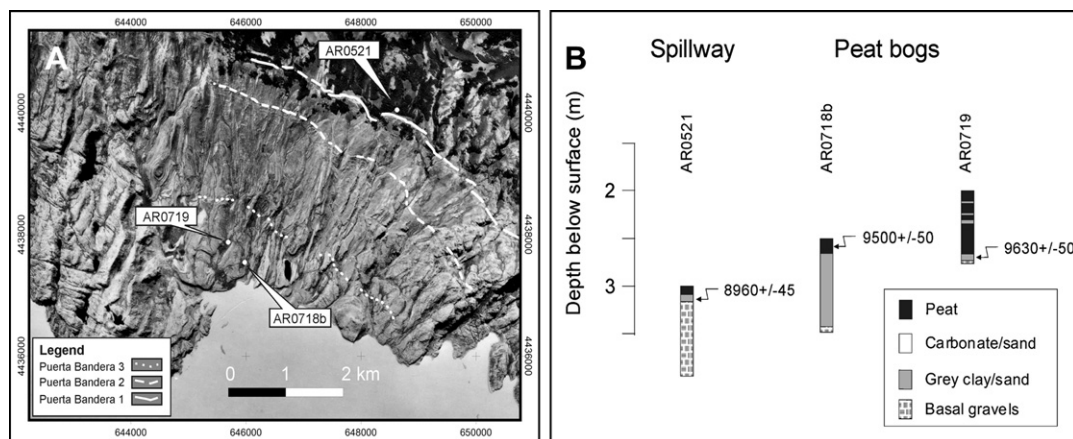 644000 646000 648000 650000
A
AR0521
4440000
4440000
AR0719
4438000
4438000
AR0718b
4436000
4436000
Legend
Puerta Bandera 3
Puerta Bandera 2
Puerta Bandera 1
0 1 2 km
644000 646000 648000 650000
B
Spillway Peat bogs
AR0521
AR0718b
AR0719
Depth below surface (m)
2
3
9500+/-50
9630+/-50
8960+/-45
Peat
Carbonate/sand
Grey clay/sand
Basal gravels